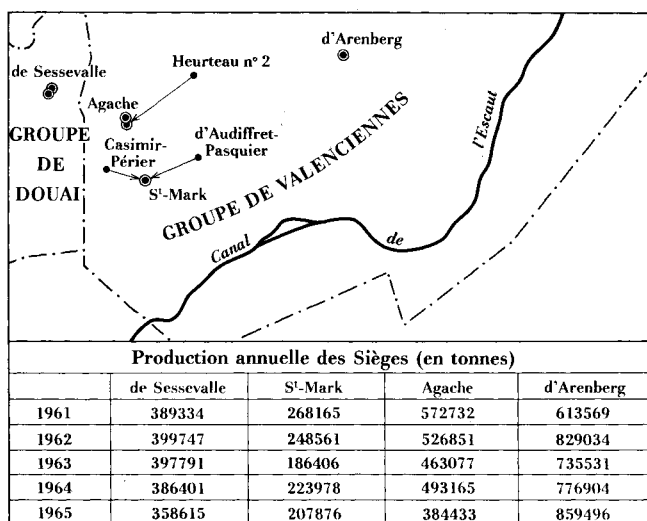 d'Arenberg
Heurteau n° 2
de Sessevalle
Agache
GROUPE
DE
DOUAI
Casimir-
Périer
d'Audiffret-
Pasquier
Sᵗ-Mark
GROUPE DE VALENCIENNES
Canal de l'Escaut
Production annuelle des Sièges (en tonnes)
de Sessevalle Sᵗ-Mark Agache d'Arenberg
1961 389334 268165 572732 613569
1962 399747 248561 526851 829034
1963 397791 186406 463077 735531
1964 386401 223978 493165 776904
1965 358615 207876 384433 859496